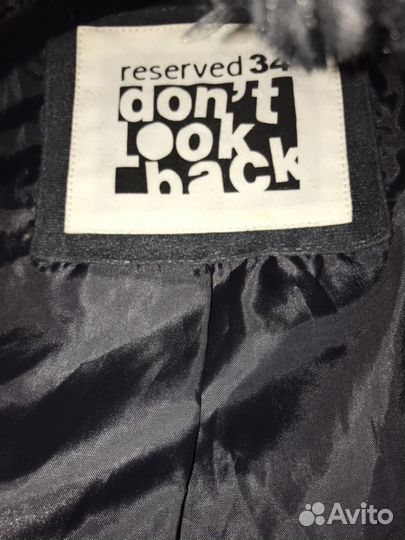 reserved 34
don't
look
back
Avito